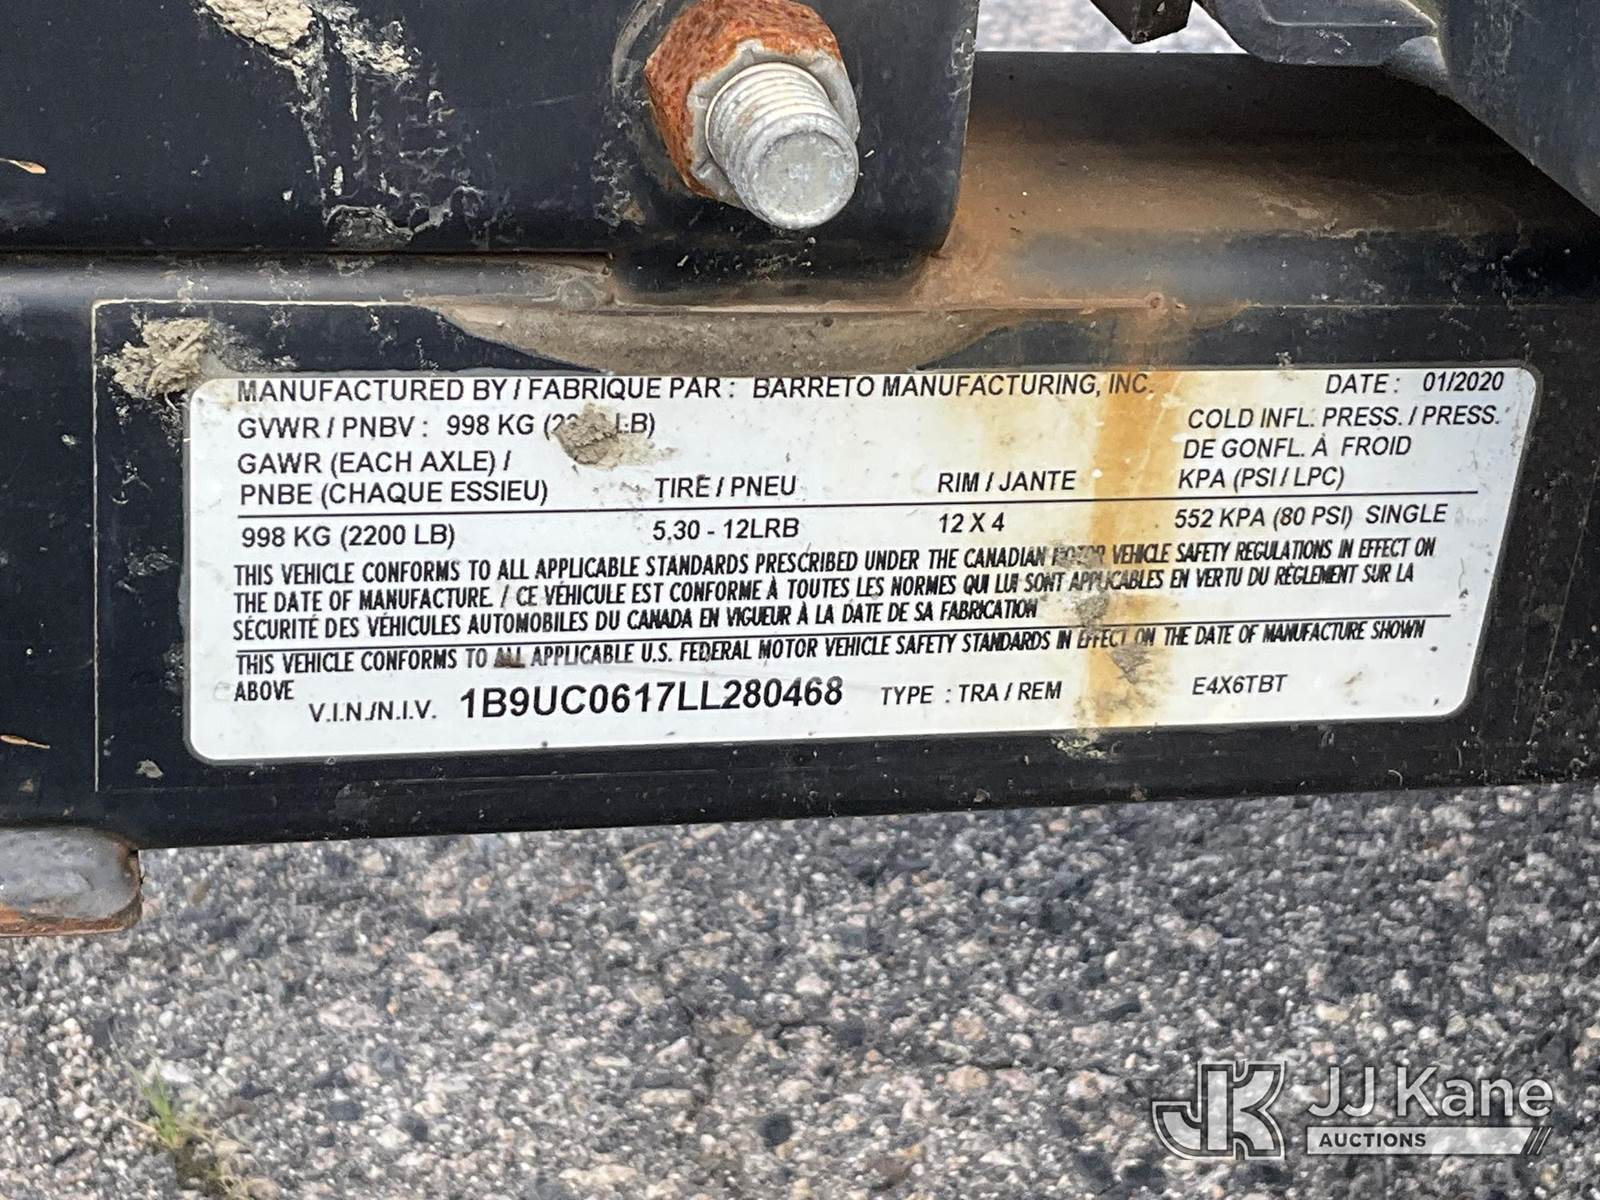 MANUFACTURED BY / FABRIQUE PAR : BARRETO MANUFACTURING, INC. DATE : 01/2020
GVWR / PNBV : 998 KG LB)
COLD INFL. PRESS. / PRESS.
DE GONFL. À FROID
KPA (PSI / LPC)
GAWR (EACH AXLE) /
PNBE (CHAQUE ESSIEU) TIRE / PNEU RIM / JANTE
998 KG (2200 LB) 5.30 - 12LRB 12 X 4 552 KPA (80 PSI) SINGLE
THIS VEHICLE CONFORMS TO ALL APPLICABLE STANDARDS PRESCRIBED UNDER THE CANADIAN MOTOR VEHICLE SAFETY REGULATIONS IN EFFECT ON
THE DATE OF MANUFACTURE. / CE VÉHICULE EST CONFORME À TOUTES LES NORMES QUI LUI SONT APPLICABLES EN VERTU DU RÈGLEMENT SUR LA
SÉCURITÉ DES VÉHICULES AUTOMOBILES DU CANADA EN VIGUEUR À LA DATE DE SA FABRICATION
THIS VEHICLE CONFORMS TO ALL APPLICABLE U.S. FEDERAL MOTOR VEHICLE SAFETY STANDARDS IN EFFECT ON THE DATE OF MANUFACTURE SHOWN
ABOVE
V.I.N./N.I.V. 1B9UC0617LL280468 TYPE : TRA / REM E4X6TBT
JK JJ Kane
AUCTIONS